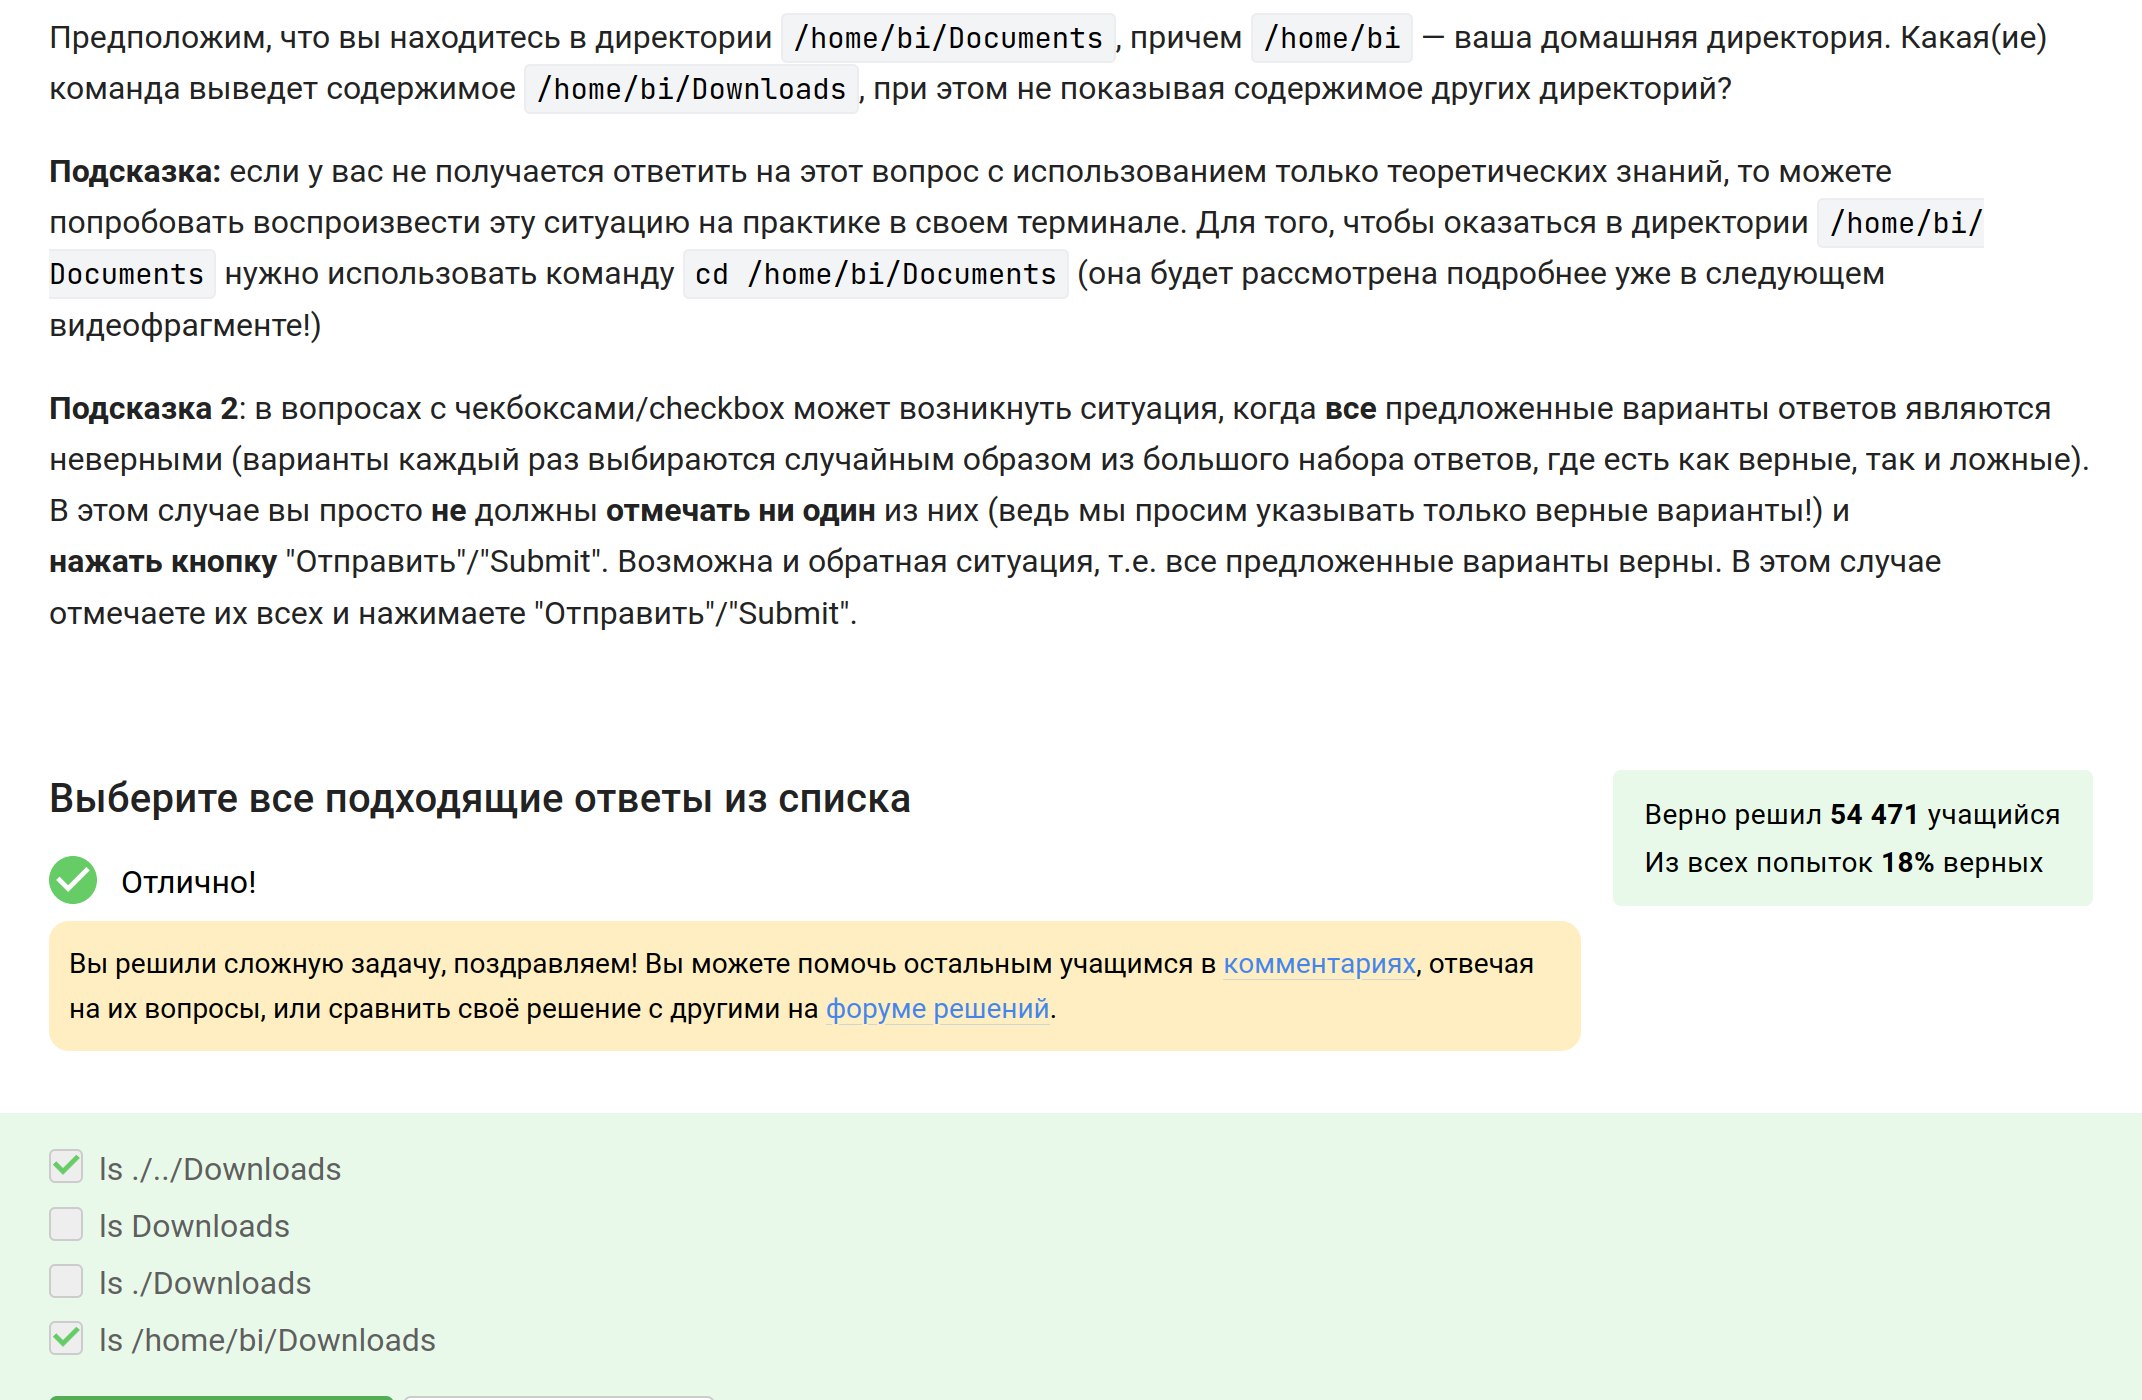 Предположим, что вы находитесь в директории /home/bi/Documents, причем /home/bi — ваша домашняя директория. Какая(ие)
команда выведет содержимое /home/bi/Downloads, при этом не показывая содержимое других директорий?
Подсказка: если у вас не получается ответить на этот вопрос с использованием только теоретических знаний, то можете
попробовать воспроизвести эту ситуацию на практике в своем терминале. Для того, чтобы оказаться в директории /home/bi/
Documents нужно использовать команду cd /home/bi/Documents (она будет рассмотрена подробнее уже в следующем
видеофрагменте!)
Подсказка 2: в вопросах с чекбоксами/checkbox может возникнуть ситуация, когда все предложенные варианты ответов являются
неверными (варианты каждый раз выбираются случайным образом из большого набора ответов, где есть как верные, так и ложные).
В этом случае вы просто не должны отмечать ни один из них (ведь мы просим указывать только верные варианты!) и
нажать кнопку "Отправить"/"Submit". Возможна и обратная ситуация, т.е. все предложенные варианты верны. В этом случае
отмечаете их всех и нажимаете "Отправить"/"Submit".
Выберите все подходящие ответы из списка
Верно решил 54 471 учащийся
Из всех попыток 18% верных
Отлично!
Вы решили сложную задачу, поздравляем! Вы можете помочь остальным учащимся в комментариях, отвечая
на их вопросы, или сравнить своё решение с другими на форуме решений.
ls ./../Downloads
ls Downloads
ls ./Downloads
ls /home/bi/Downloads